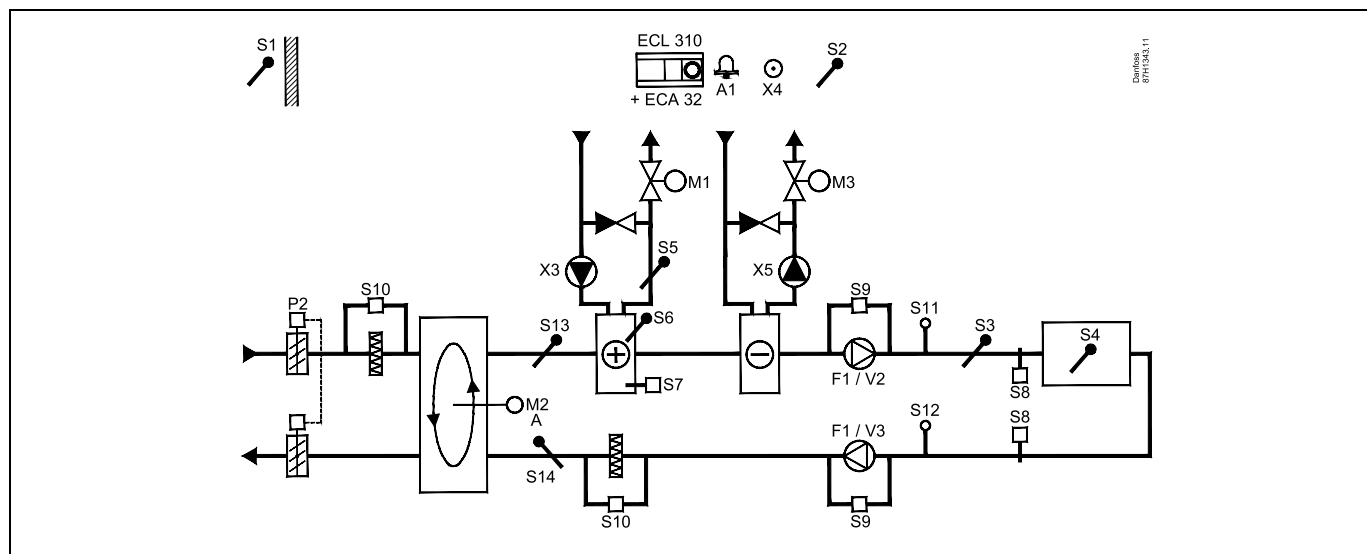 S1
ECL 310
+ ECA 32
A1
X4
S2
Danfoss
87H1343.11
M1
M3
S5
X3
X5
P2
S10
S13
S6
S9
S11
S3
S4
F1 / V2
S7
S8
M2
A
S12
S8
F1 / V3
S14
S10
S9